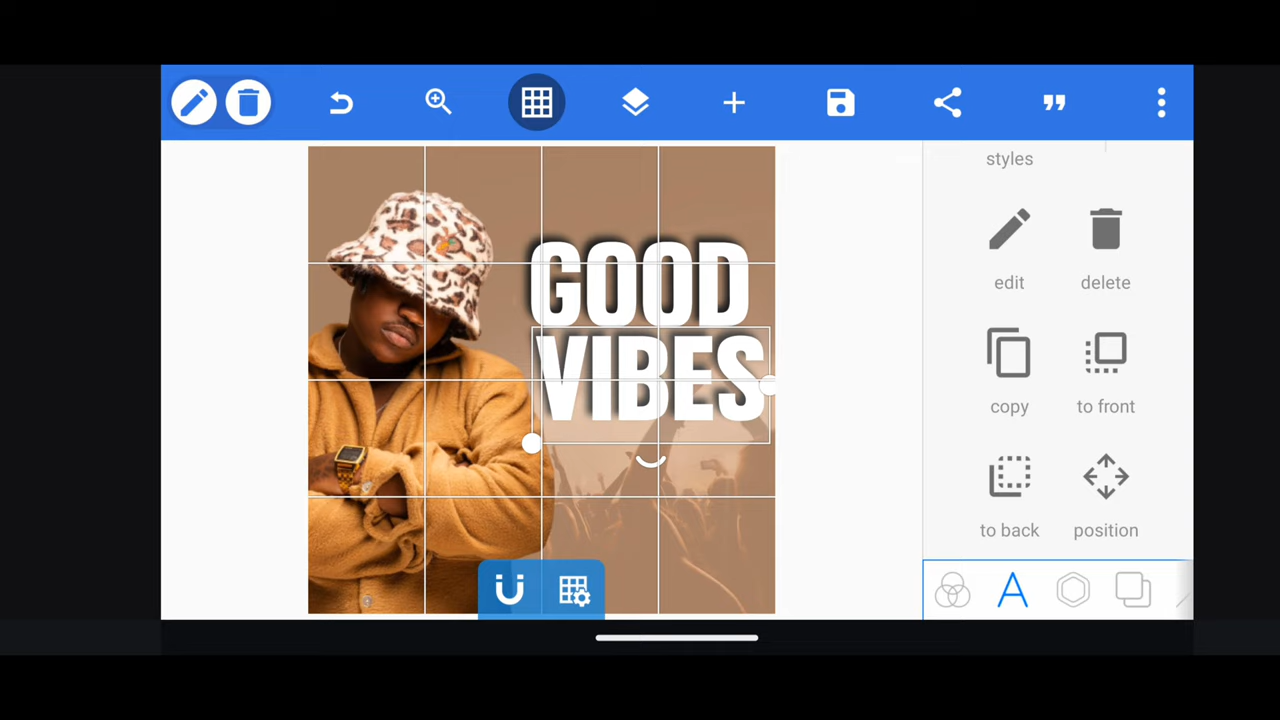 styles
GOOD
edit
delete
VIBES
copy
to front
to back
position